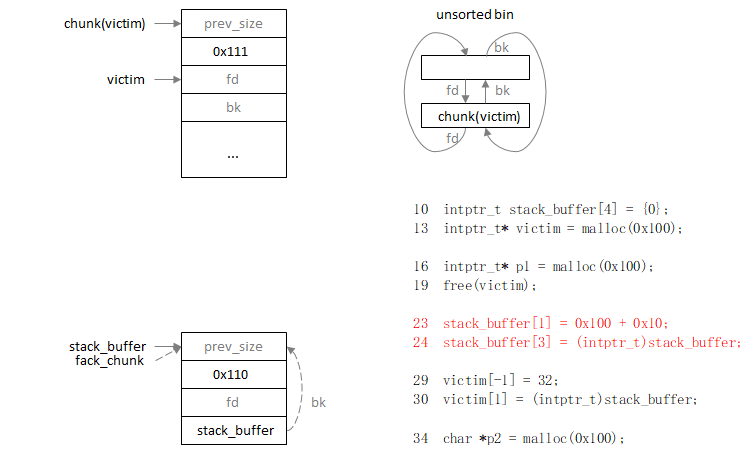 chunk(victim)
prev_size
0x111
victim
fd
bk
...
unsorted bin
bk
fd
bk
chunk(victim)
fd
10 intptr_t stack_buffer[4] = {0};
13 intptr_t* victim = malloc(0x100);
16 intptr_t* p1 = malloc(0x100);
19 free(victim);
23 stack_buffer[1] = 0x100 + 0x10;
24 stack_buffer[3] = (intptr_t)stack_buffer;
29 victim[-1] = 32;
30 victim[1] = (intptr_t)stack_buffer;
34 char *p2 = malloc(0x100);
stack_buffer
fack_chunk
prev_size
0x110
fd
bk
stack_buffer